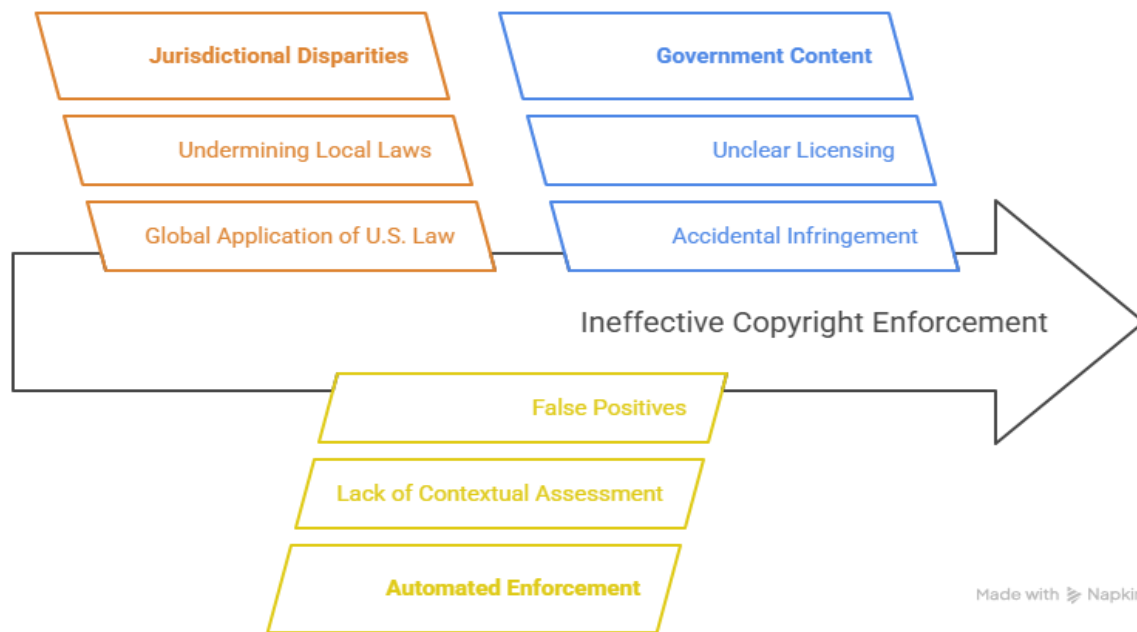 Jurisdictional Disparities
Undermining Local Laws
Global Application of U.S. Law
Government Content
Unclear Licensing
Accidental Infringement
Ineffective Copyright Enforcement
False Positives
Lack of Contextual Assessment
Automated Enforcement
Made with Napkin